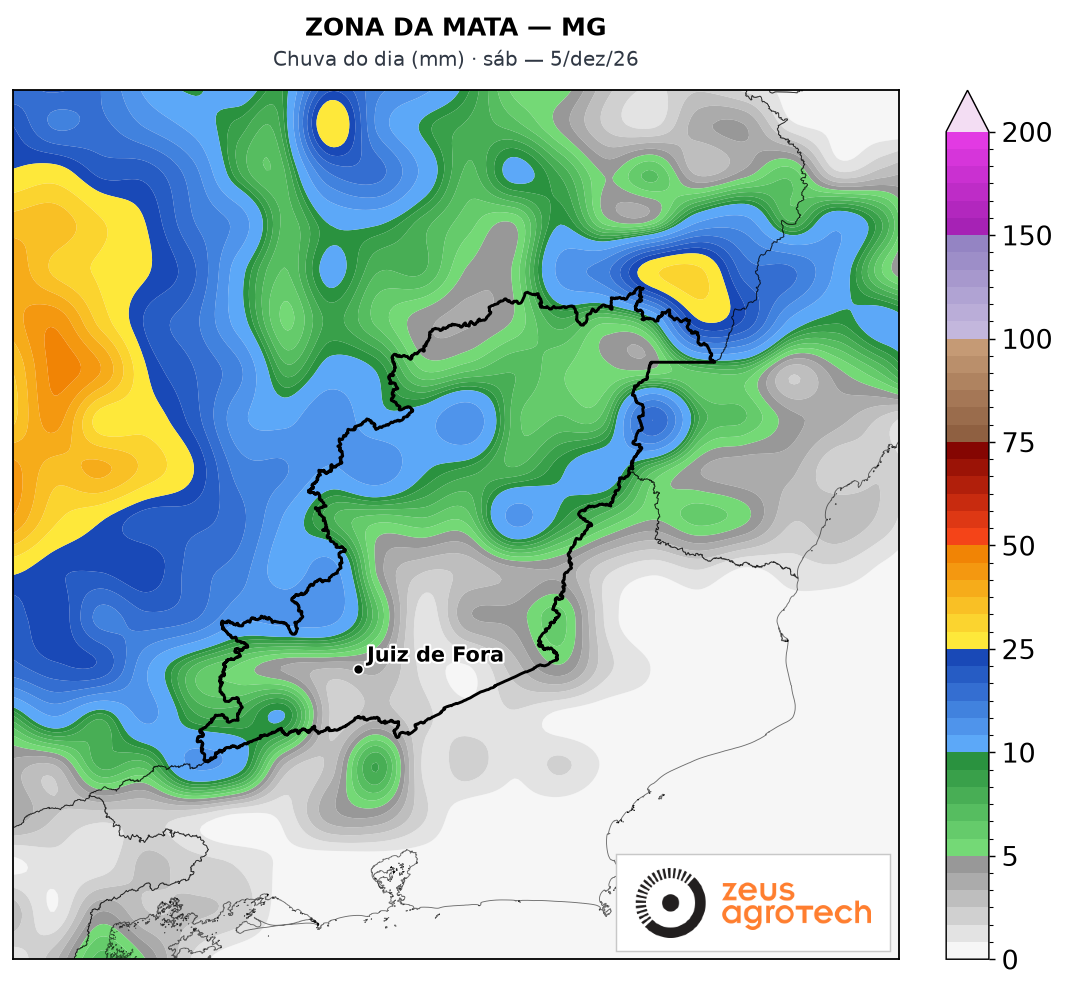 ZONA DA MATA — MG
Chuva do dia (mm) · sáb — 5/dez/26
200
150
100
75
50
25
10
5
0
Juiz de Fora
zeus
agrotech